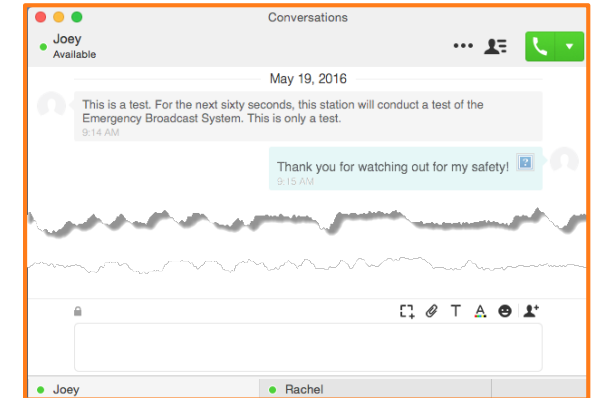 Conversations
Joey
Available
May 19, 2016
This is a test. For the next sixty seconds, this station will conduct a test of the
Emergency Broadcast System. This is only a test.
9:14 AM
Thank you for watching out for my safety!
9:15 AM
T A
Joey
Rachel